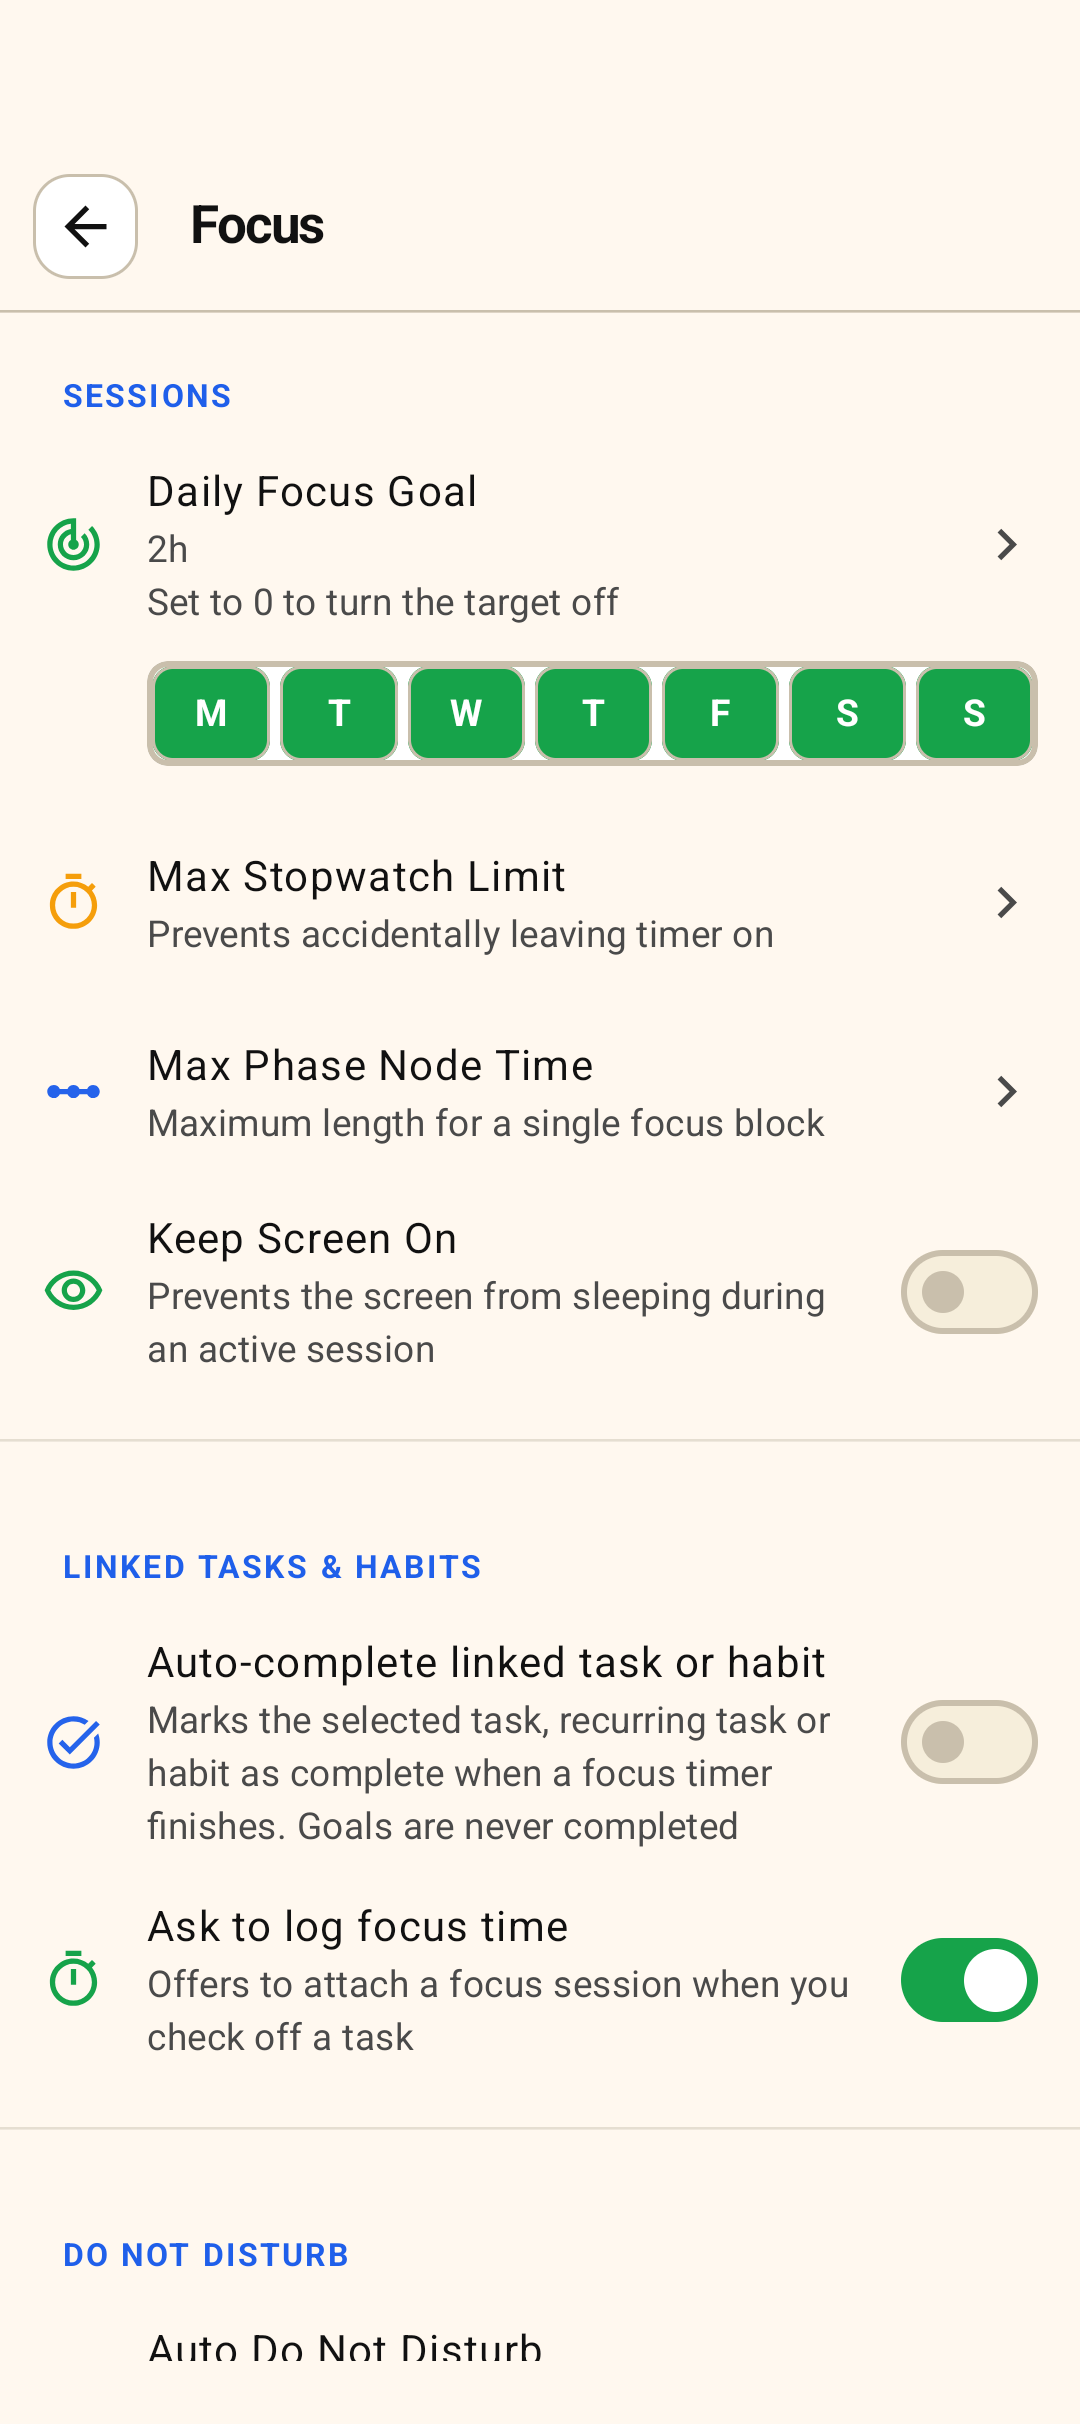 Focus
SESSIONS
Daily Focus Goal
2h
Set to 0 to turn the target off
M T W T F S S
Max Stopwatch Limit
Prevents accidentally leaving timer on
Max Phase Node Time
Maximum length for a single focus block
Keep Screen On
Prevents the screen from sleeping during
an active session
LINKED TASKS & HABITS
Auto-complete linked task or habit
Marks the selected task, recurring task or
habit as complete when a focus timer
finishes. Goals are never completed
Ask to log focus time
Offers to attach a focus session when you
check off a task
DO NOT DISTURB
Auto Do Not Disturb